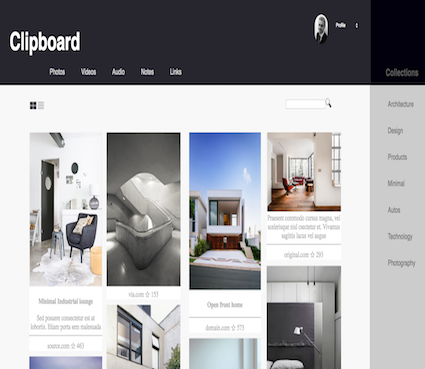 Clipboard
Profile
Photos
Videos
Audio
Notes
Links
Collections
Architecture
Design
Products
Minimal
Autos
Technology
Photography
Minimal Industrial lounge
Sed posuere consectetur est at
lobortis. Etiam porta sem malesuada
source.com ☆ 463
via.com ☆ 153
Open front home
domain.com ☆ 373
Praesent commodo cursus magna, vel
scelerisque nisl consectetur et. Vivamus
sagittis lacus vel augue
original.com ☆ 293